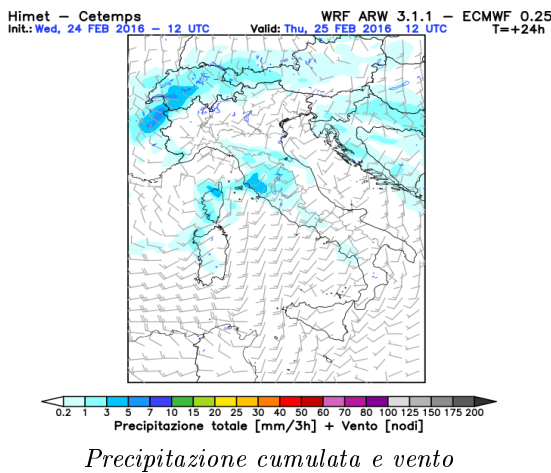 Himet – Cetemps WRF ARW 3.1.1 – ECMWF 0.25
Init.: Wed, 24 FEB 2016 – 12 UTC Valid: Thu, 25 FEB 2016 12 UTC T=+24h
0.2 1 3 5 7 10 15 20 25 30 40 50 60 70 80 100 125 150 175 200
Precipitazione totale [mm/3h] + Vento [nodi]
Precipitazione cumulata e vento